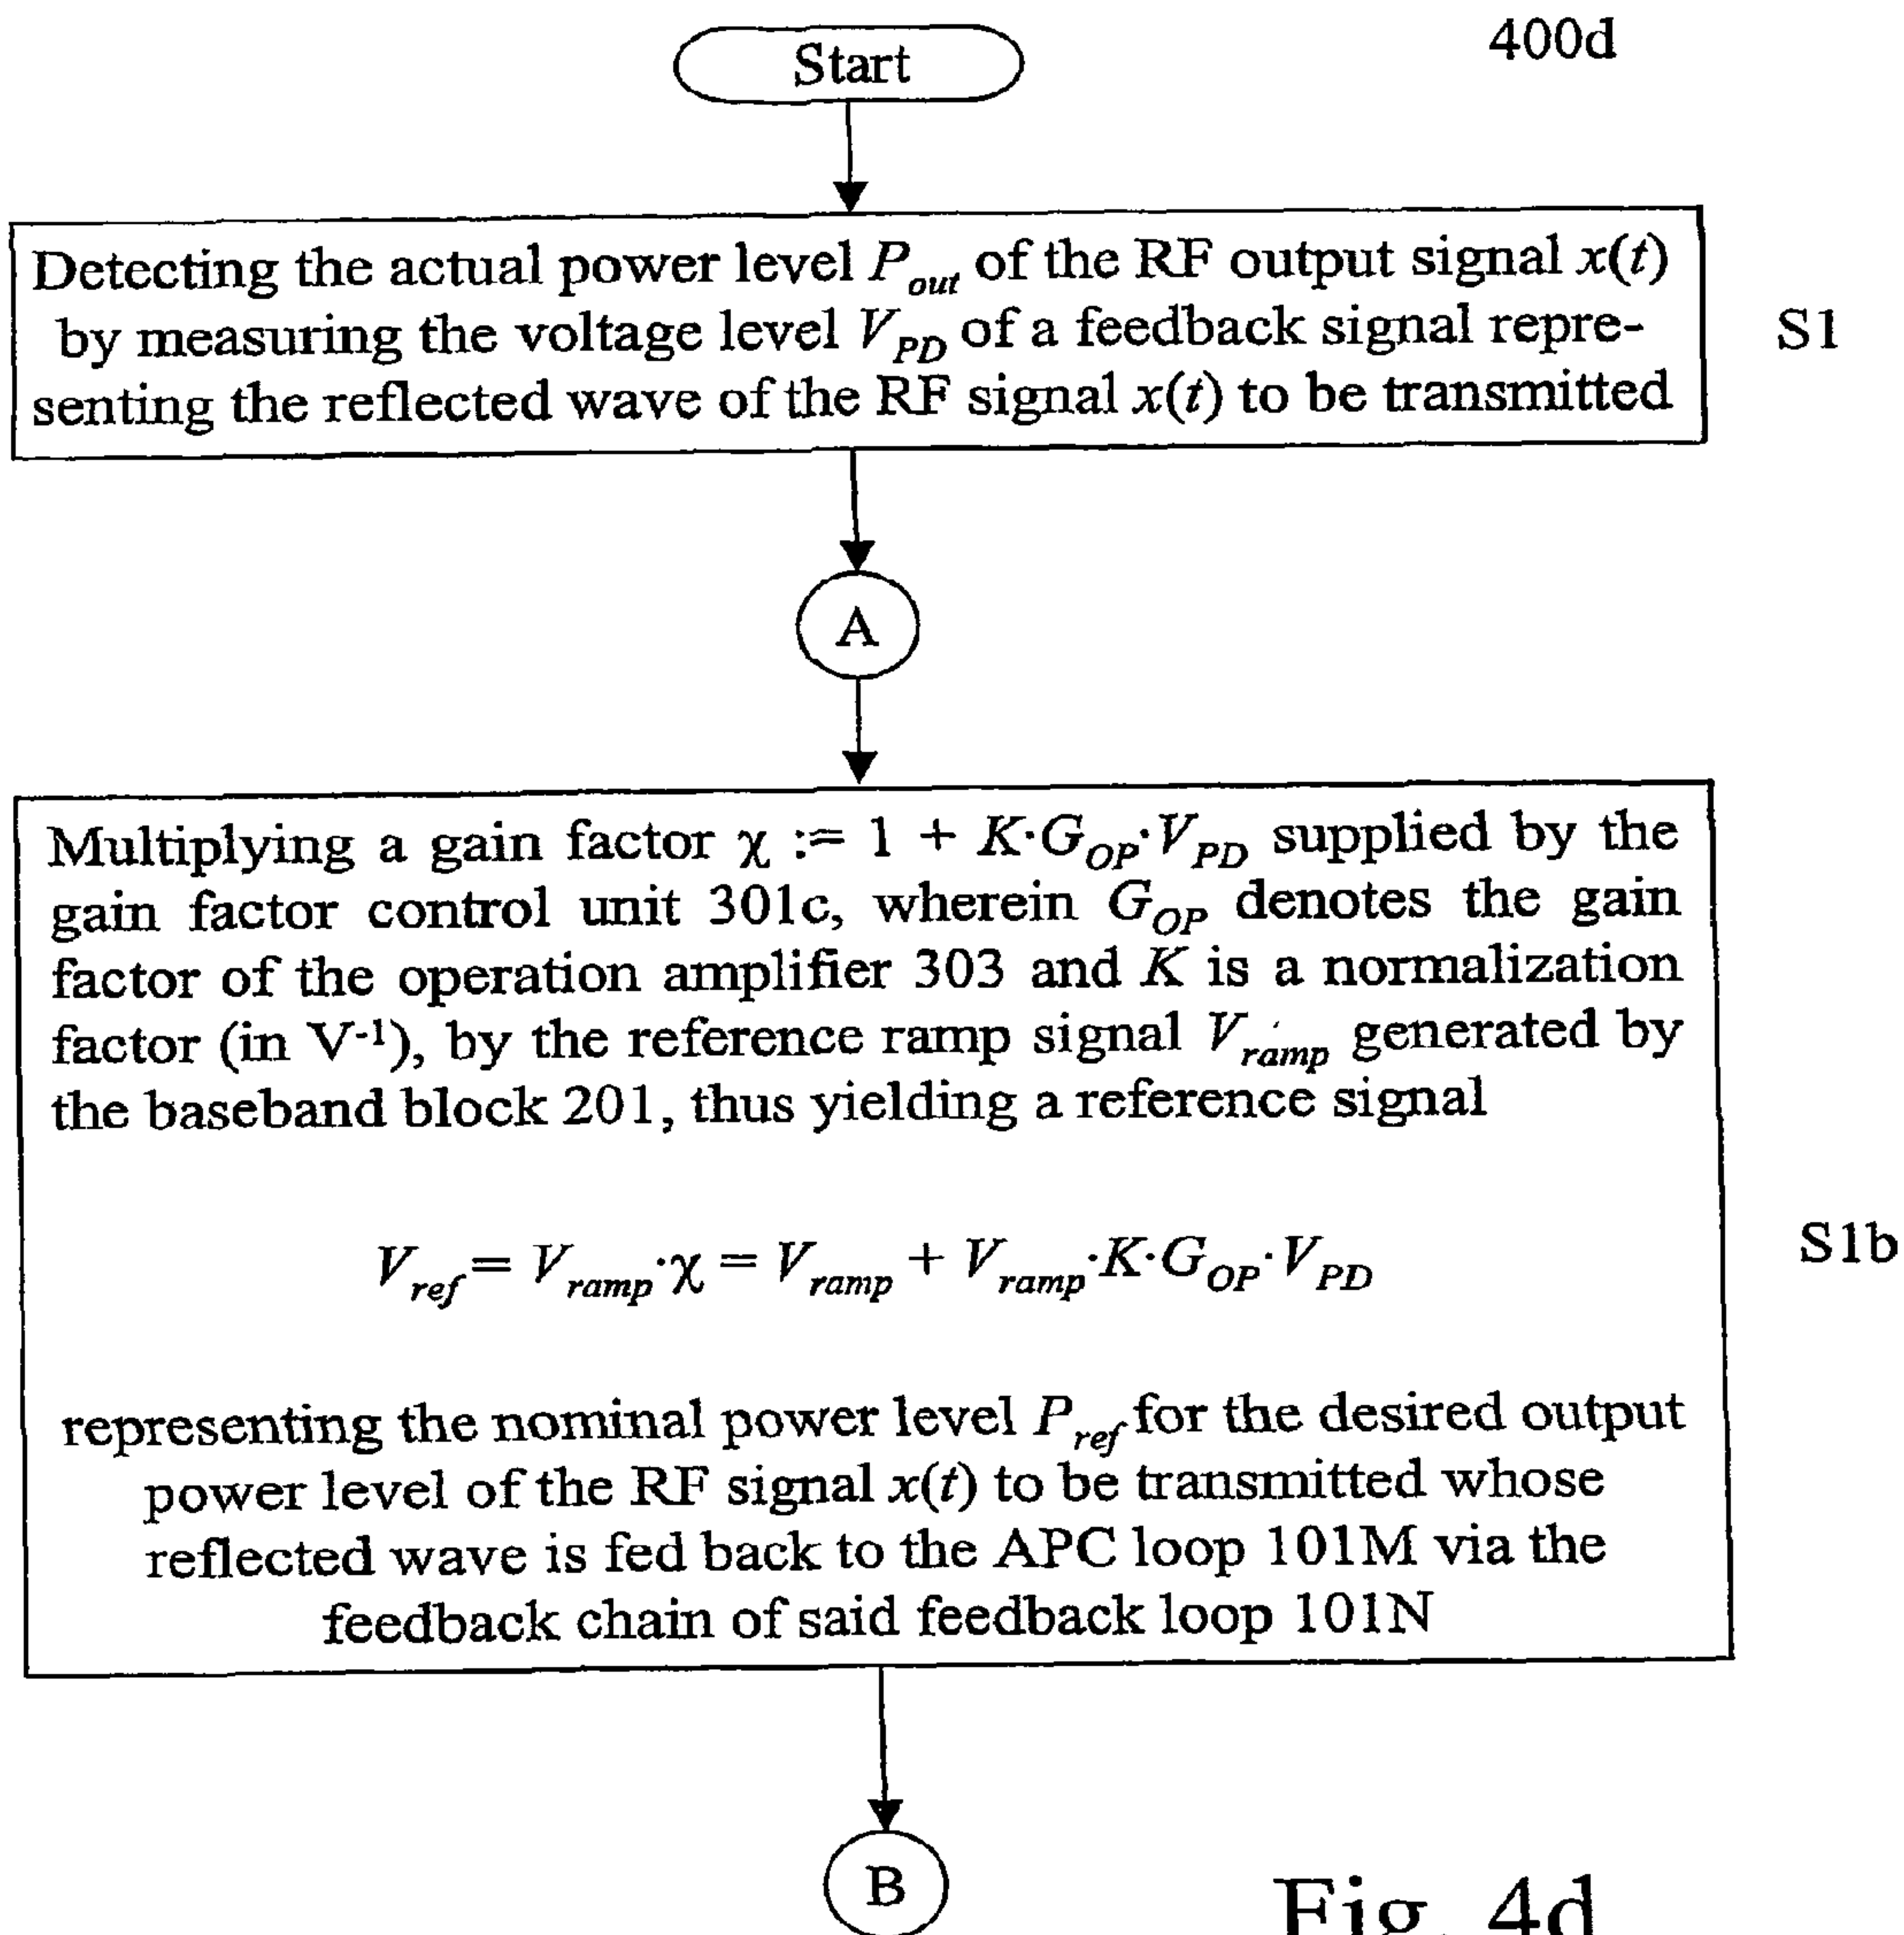 400d
Start
Detecting the actual power level P_out of the RF output signal x(t)
by measuring the voltage level V_PD of a feedback signal repre-
senting the reflected wave of the RF signal x(t) to be transmitted
S1
A
Multiplying a gain factor χ := 1 + K·G_OP·V_PD supplied by the
gain factor control unit 301c, wherein G_OP denotes the gain
factor of the operation amplifier 303 and K is a normalization
factor (in V⁻¹), by the reference ramp signal V_ramp generated by
the baseband block 201, thus yielding a reference signal
V_ref = V_ramp·χ = V_ramp + V_ramp·K·G_OP·V_PD
S1b
representing the nominal power level P_ref for the desired output
power level of the RF signal x(t) to be transmitted whose
reflected wave is fed back to the APC loop 101M via the
feedback chain of said feedback loop 101N
B
Fig. 4d